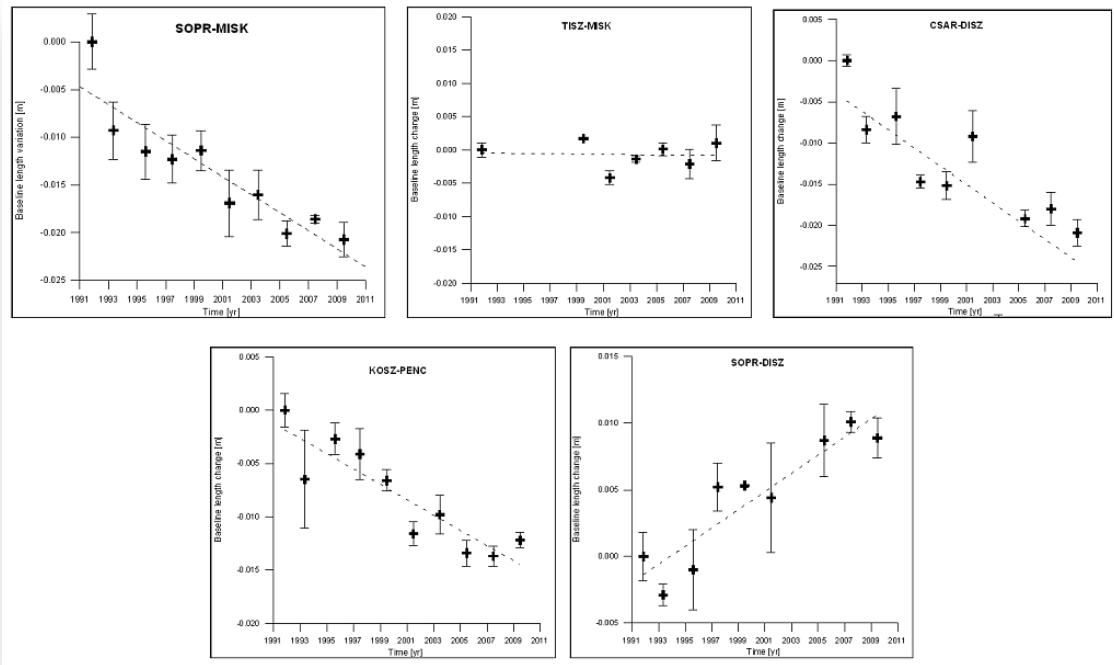 SOPR-MISK
0.000
-0.005
-0.010
-0.015
-0.020
-0.025
Baseline length variation [m]
1991 1993 1995 1997 1999 2001 2003 2005 2007 2009 2011
Time [yr]
TISZ-MISK
0.020
0.015
0.010
0.005
0.000
-0.005
-0.010
-0.015
-0.020
Baseline length change [m]
1991 1993 1995 1997 1999 2001 2003 2005 2007 2009 2011
Time [yr]
CSAR-DISZ
0.005
0.000
-0.005
-0.010
-0.015
-0.020
-0.025
Baseline length change [m]
1991 1993 1995 1997 1999 2001 2003 2005 2007 2009 2011
Time [yr]
KOSZ-PENC
0.005
0.000
-0.005
-0.010
-0.015
-0.020
Baseline length change [m]
1991 1993 1995 1997 1999 2001 2003 2005 2007 2009 2011
Time [yr]
SOPR-DISZ
0.015
0.010
0.005
0.000
-0.005
Baseline length change [m]
1991 1993 1995 1997 1999 2001 2003 2005 2007 2009 2011
Time [yr]